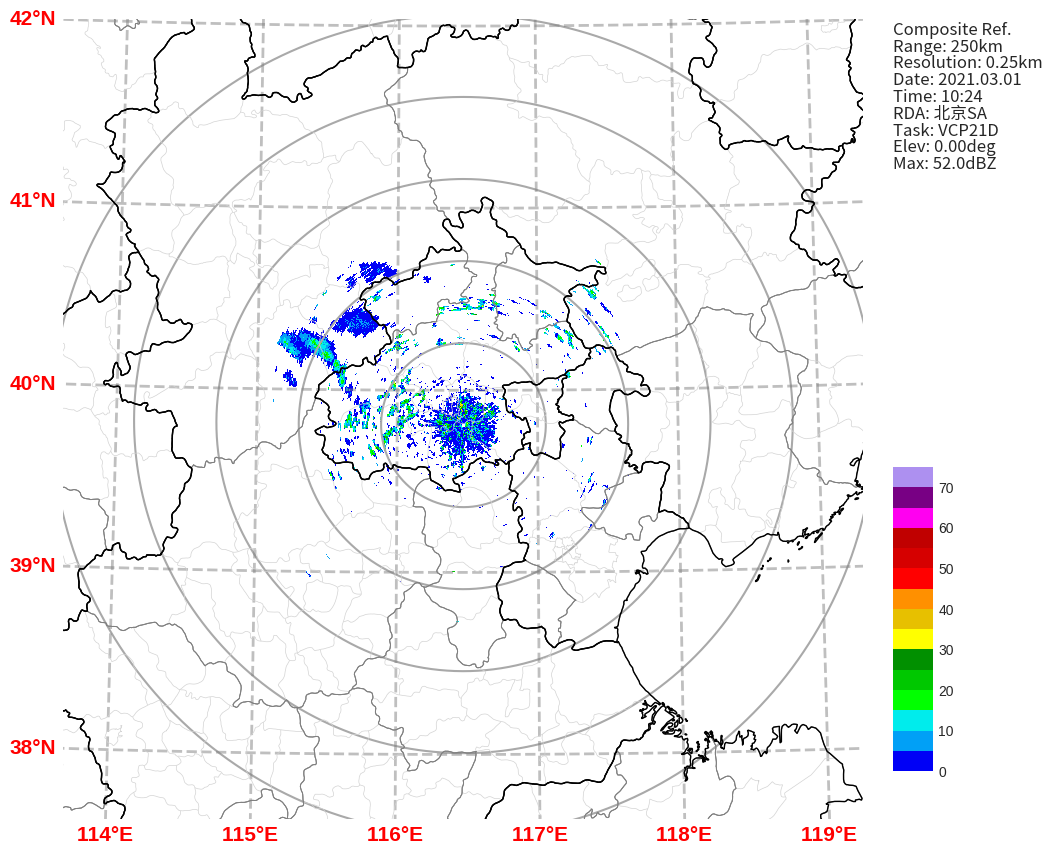 42°N
41°N
40°N
39°N
38°N
114°E
115°E
116°E
117°E
118°E
119°E
Composite Ref.
Range: 250km
Resolution: 0.25km
Date: 2021.03.01
Time: 10:24
RDA: 北京SA
Task: VCP21D
Elev: 0.00deg
Max: 52.0dBZ
70
60
50
40
30
20
10
0